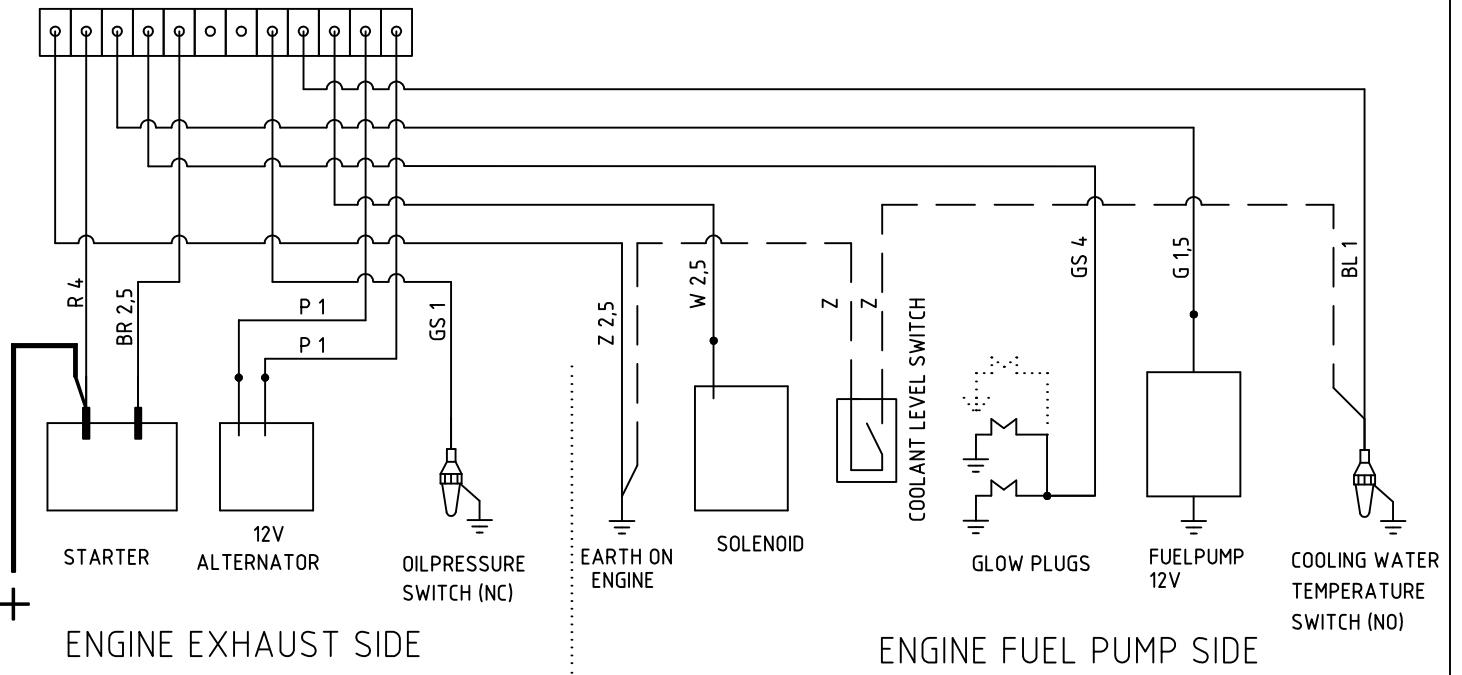 R 4
BR 2,5
P 1
P 1
GS 1
Z 2,5
W 2,5
Z
Z
COOLANT LEVEL SWITCH
GS 4
G 1,5
BL 1
STARTER
12V
ALTERNATOR
OILPRESSURE
SWITCH (NC)
EARTH ON
ENGINE
SOLENOID
GLOW PLUGS
FUELPUMP
12V
COOLING WATER
TEMPERATURE
SWITCH (NO)
+
ENGINE EXHAUST SIDE
ENGINE FUEL PUMP SIDE